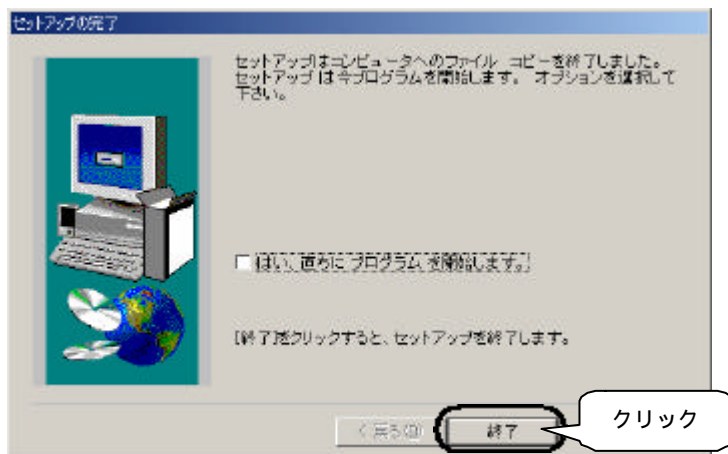 セットアップの完了
セットアップはコンピュータへのファイル コピーを終了しました。
セットアップ は今プログラムを開始します。 オプションを選択して
下さい。
はい、直ちに プログラム を開始します。
[終了]をクリックすると、セットアップを終了します。
< 戻る(B)
終了
クリック